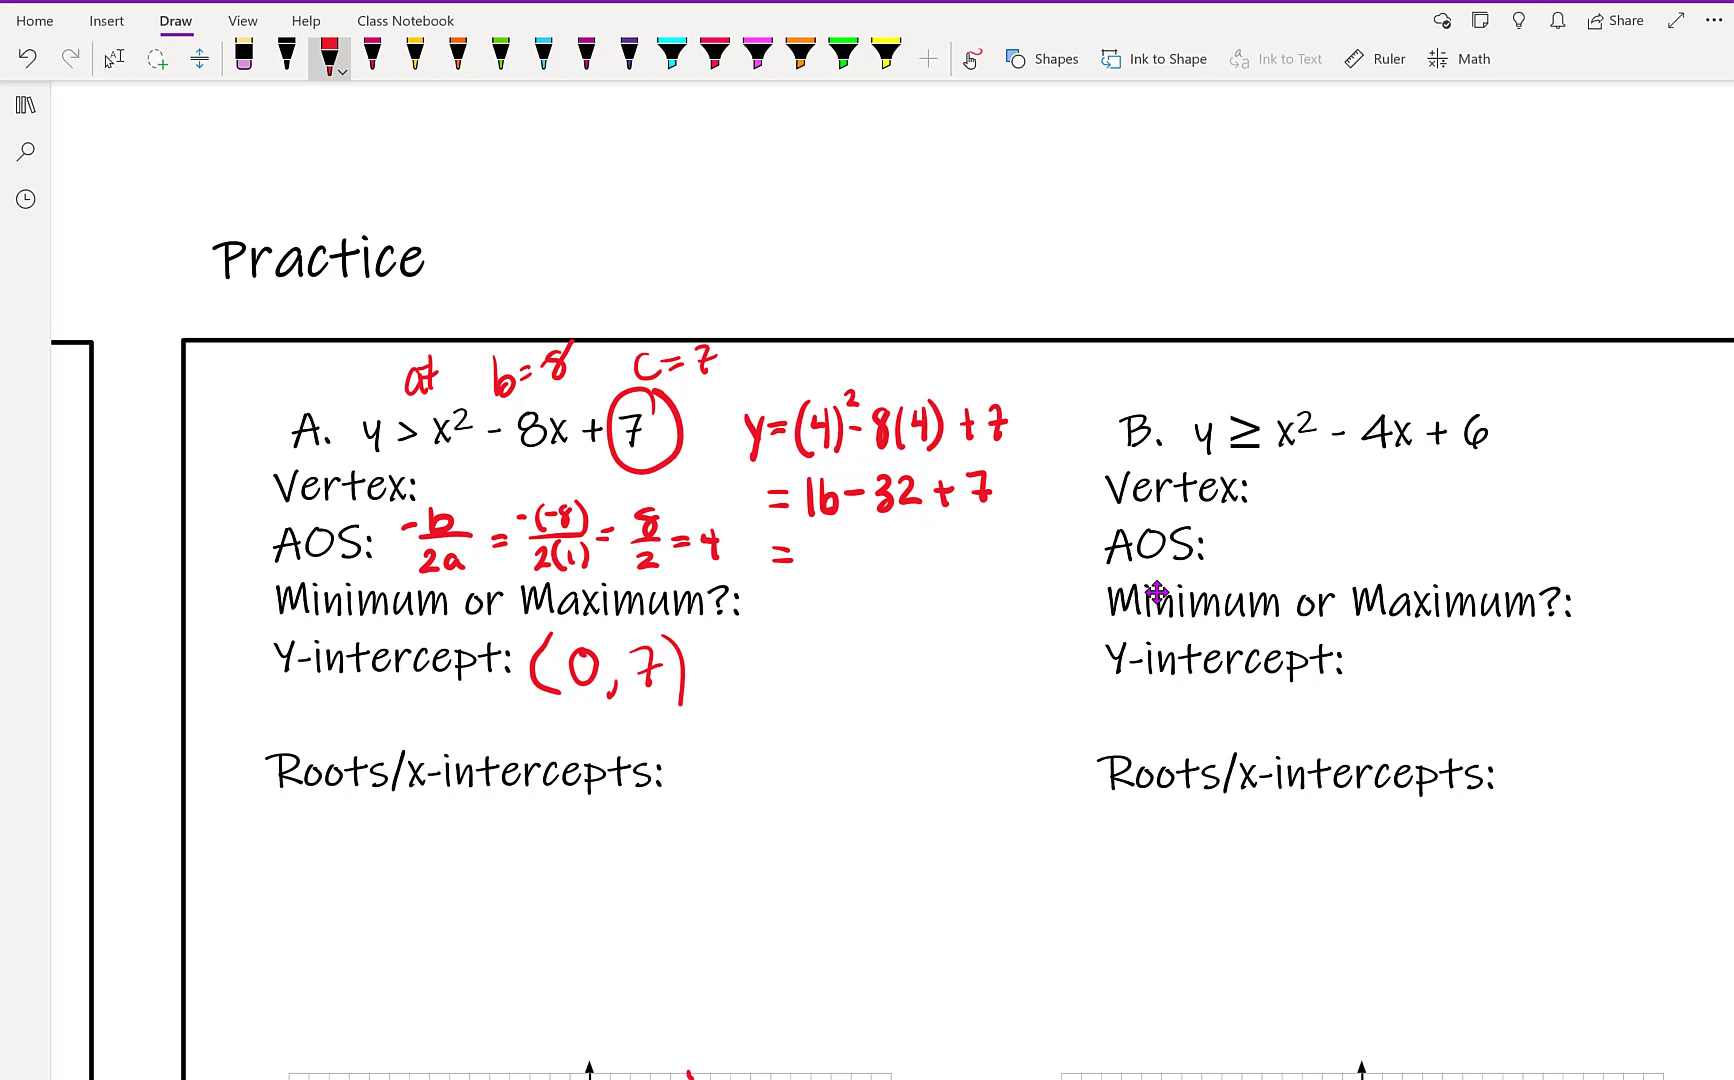 Home Insert Draw View Help Class Notebook Share
Shapes Ink to Shape Ink to Text Ruler Math
Practice
b=8 C=7
A. y > x² - 8x + 7
y=(4)²-8(4)+7
Vertex:
=16-32+7
AOS: -b/2a = -(-8)/2(1) = 8/2 = 4
=
Minimum or Maximum?:
Y-intercept: (0,7)
Roots/x-intercepts:
B. y ≥ x² - 4x + 6
Vertex:
AOS:
Minimum or Maximum?:
Y-intercept:
Roots/x-intercepts: